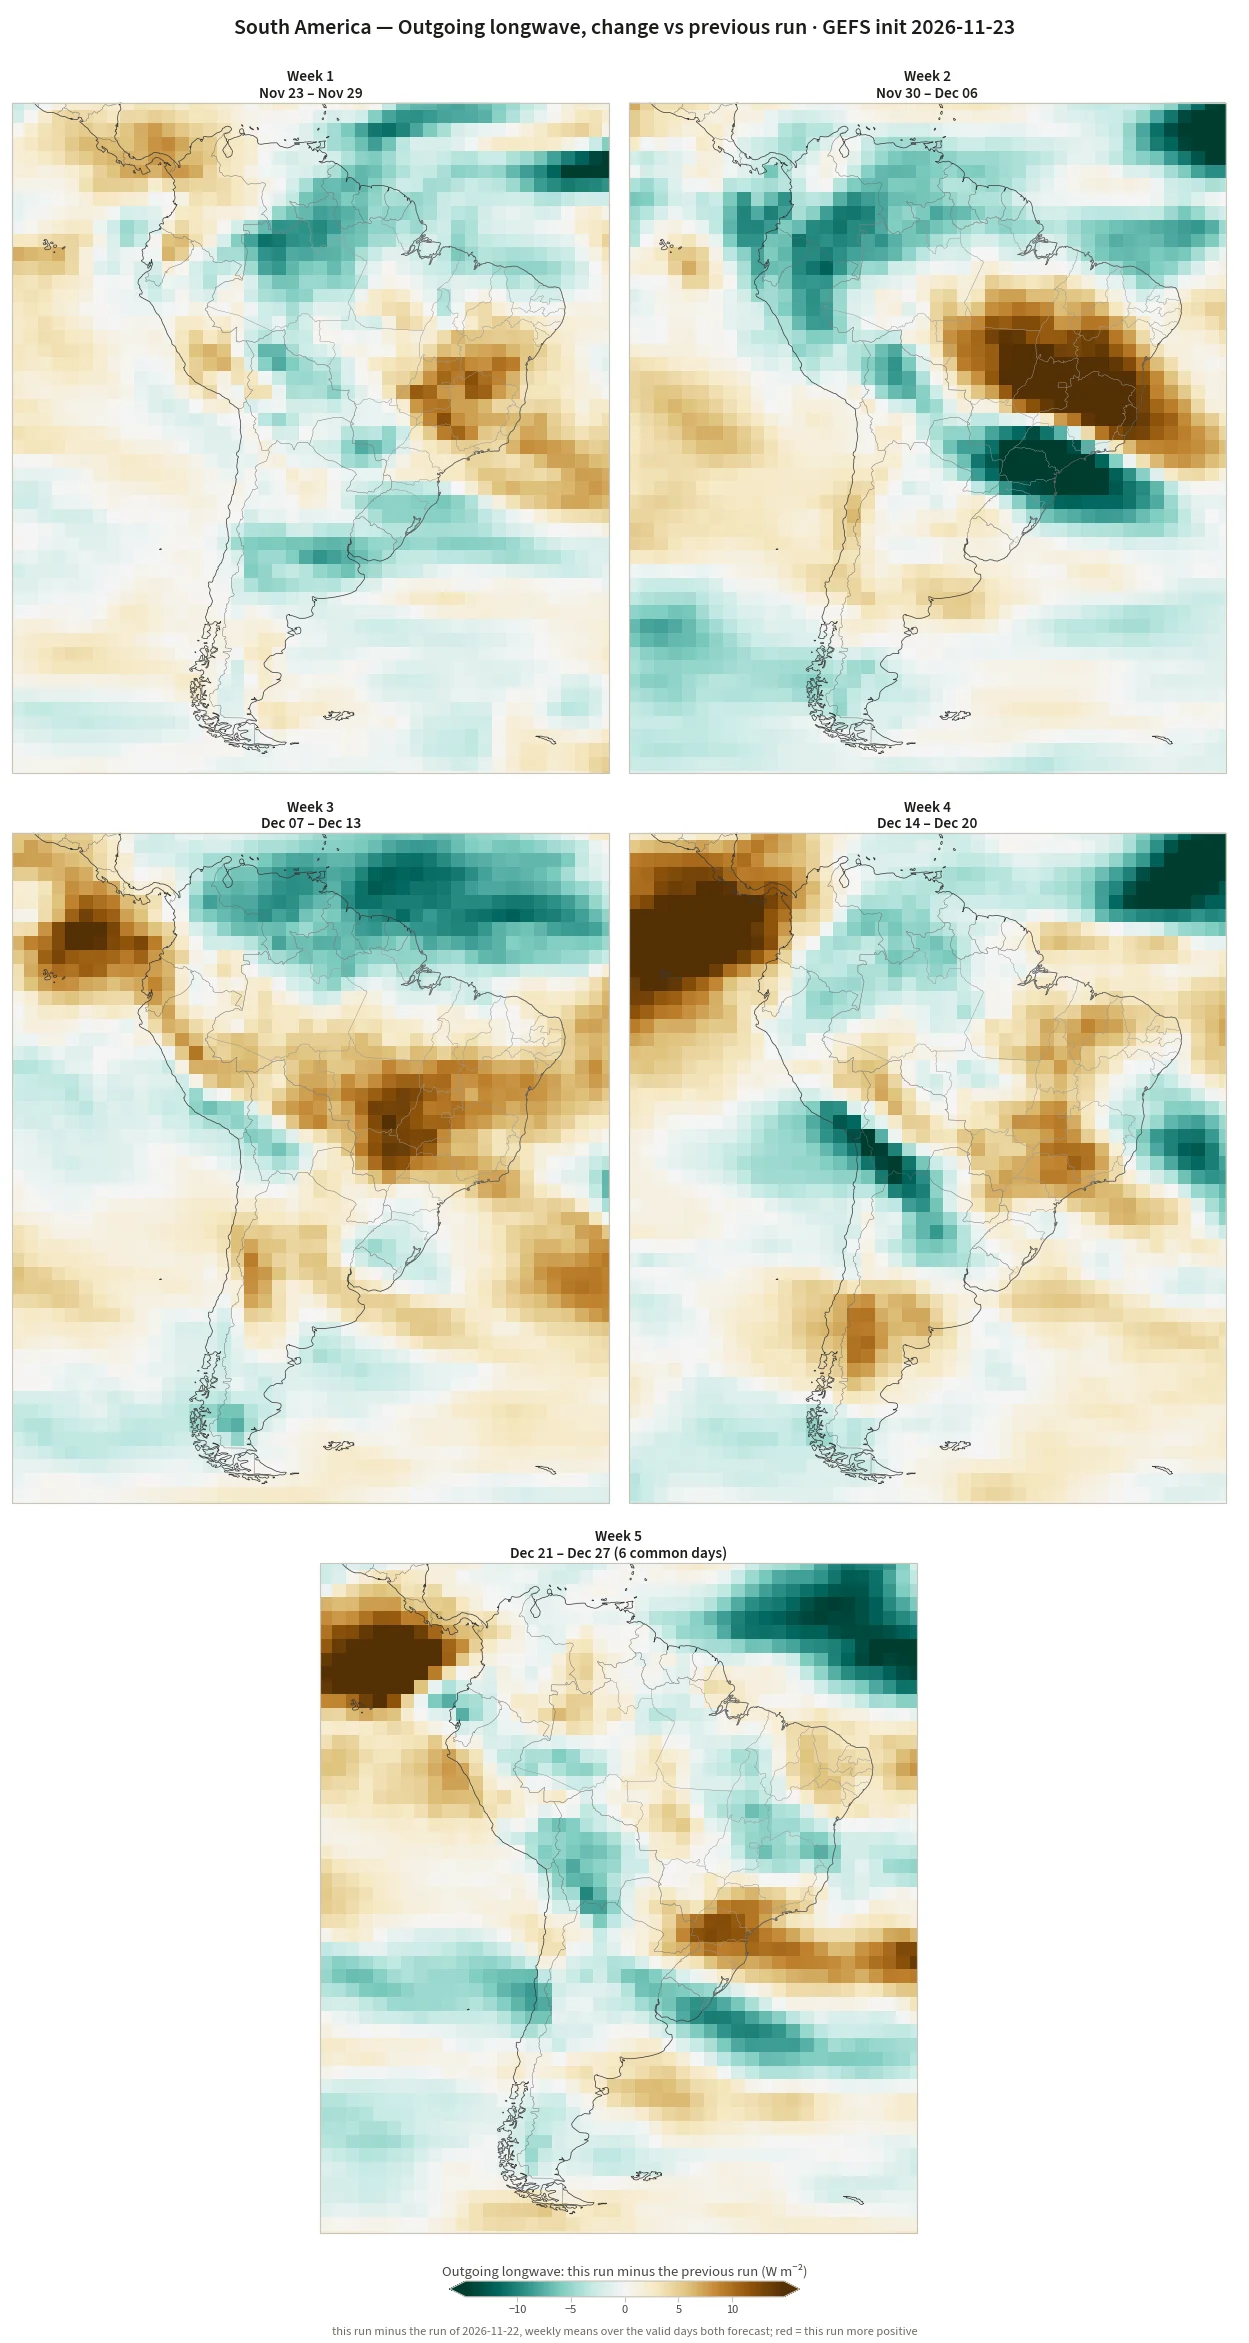 South America — Outgoing longwave, change vs previous run · GEFS init 2026-11-23
Week 1
Nov 23 – Nov 29
Week 2
Nov 30 – Dec 06
Week 3
Dec 07 – Dec 13
Week 4
Dec 14 – Dec 20
Week 5
Dec 21 – Dec 27 (6 common days)
Outgoing longwave: this run minus the previous run (W m⁻²)
−10 −5 0 5 10
this run minus the run of 2026-11-22, weekly means over the valid days both forecast; red = this run more positive